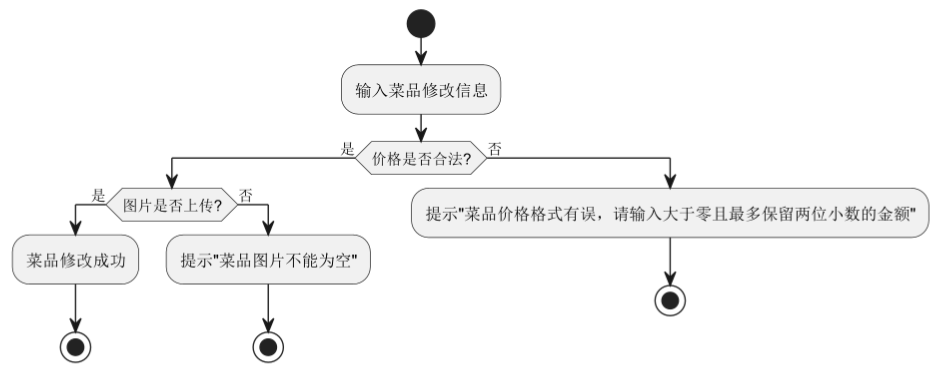 输入菜品修改信息
是
价格是否合法?
否
是
图片是否上传?
否
提示"菜品价格格式有误，请输入大于零且最多保留两位小数的金额"
菜品修改成功
提示"菜品图片不能为空"